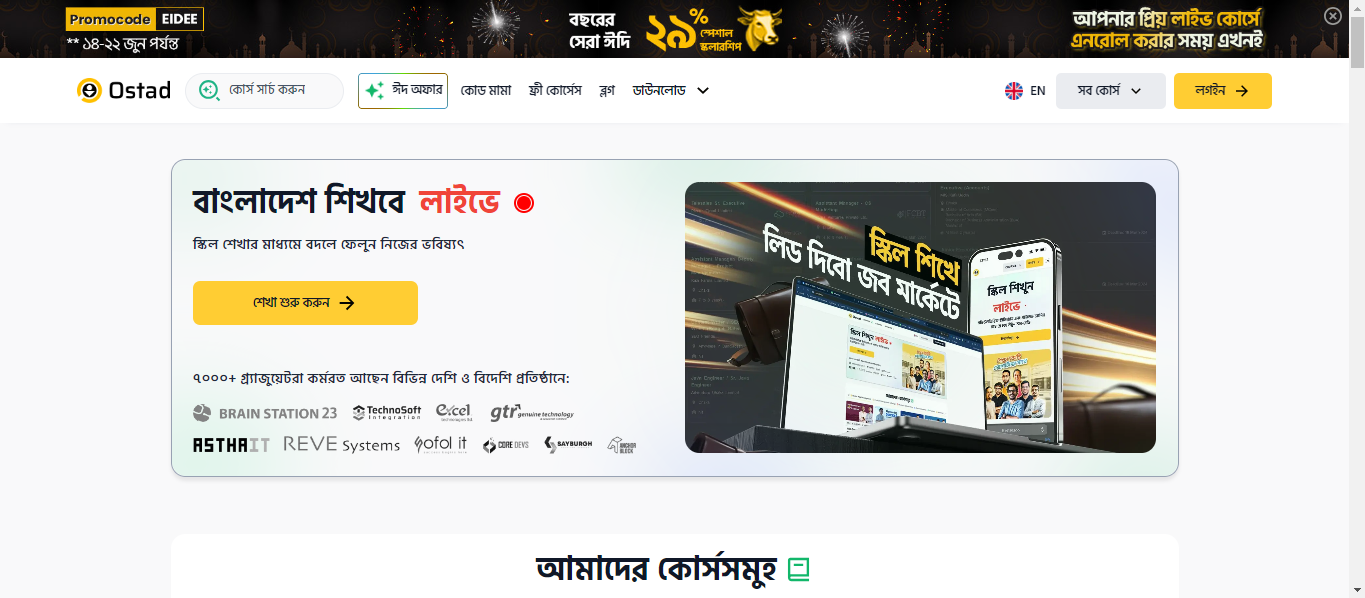 Promocode EIDEE
** ১৪-২২ জুন পর্যন্ত
বছরের
সেরা ঈদি
২৯%
স্পেশাল
স্কলারশিপ
আপনার প্রিয় লাইভ কোর্সে
এনরোল করার সময় এখনই
Ostad
কোর্স সার্চ করুন
ঈদ অফার
কোড মামা
ফ্রী কোর্সেস
ব্লগ
ডাউনলোড
EN
সব কোর্স
লগইন
বাংলাদেশ শিখবে লাইভে
স্কিল শেখার মাধ্যমে বদলে ফেলুন নিজের ভবিষ্যৎ
শেখা শুরু করুন
স্কিল শিখে
লিড দিবো জব মার্কেটে
স্কিল শিখুন
লাইভে
৭০০০+ গ্র্যাজুয়েটরা কর্মরত আছেন বিভিন্ন দেশি ও বিদেশি প্রতিষ্ঠানে:
BRAIN STATION 23
TechnoSoft
Integration
excel
gtr genuine technology
ASTHA IT
REVE Systems
Sofol it
CORE DEVS
SAYBURGH
ANCHOR
BLOCK
আমাদের কোর্সসমুহ